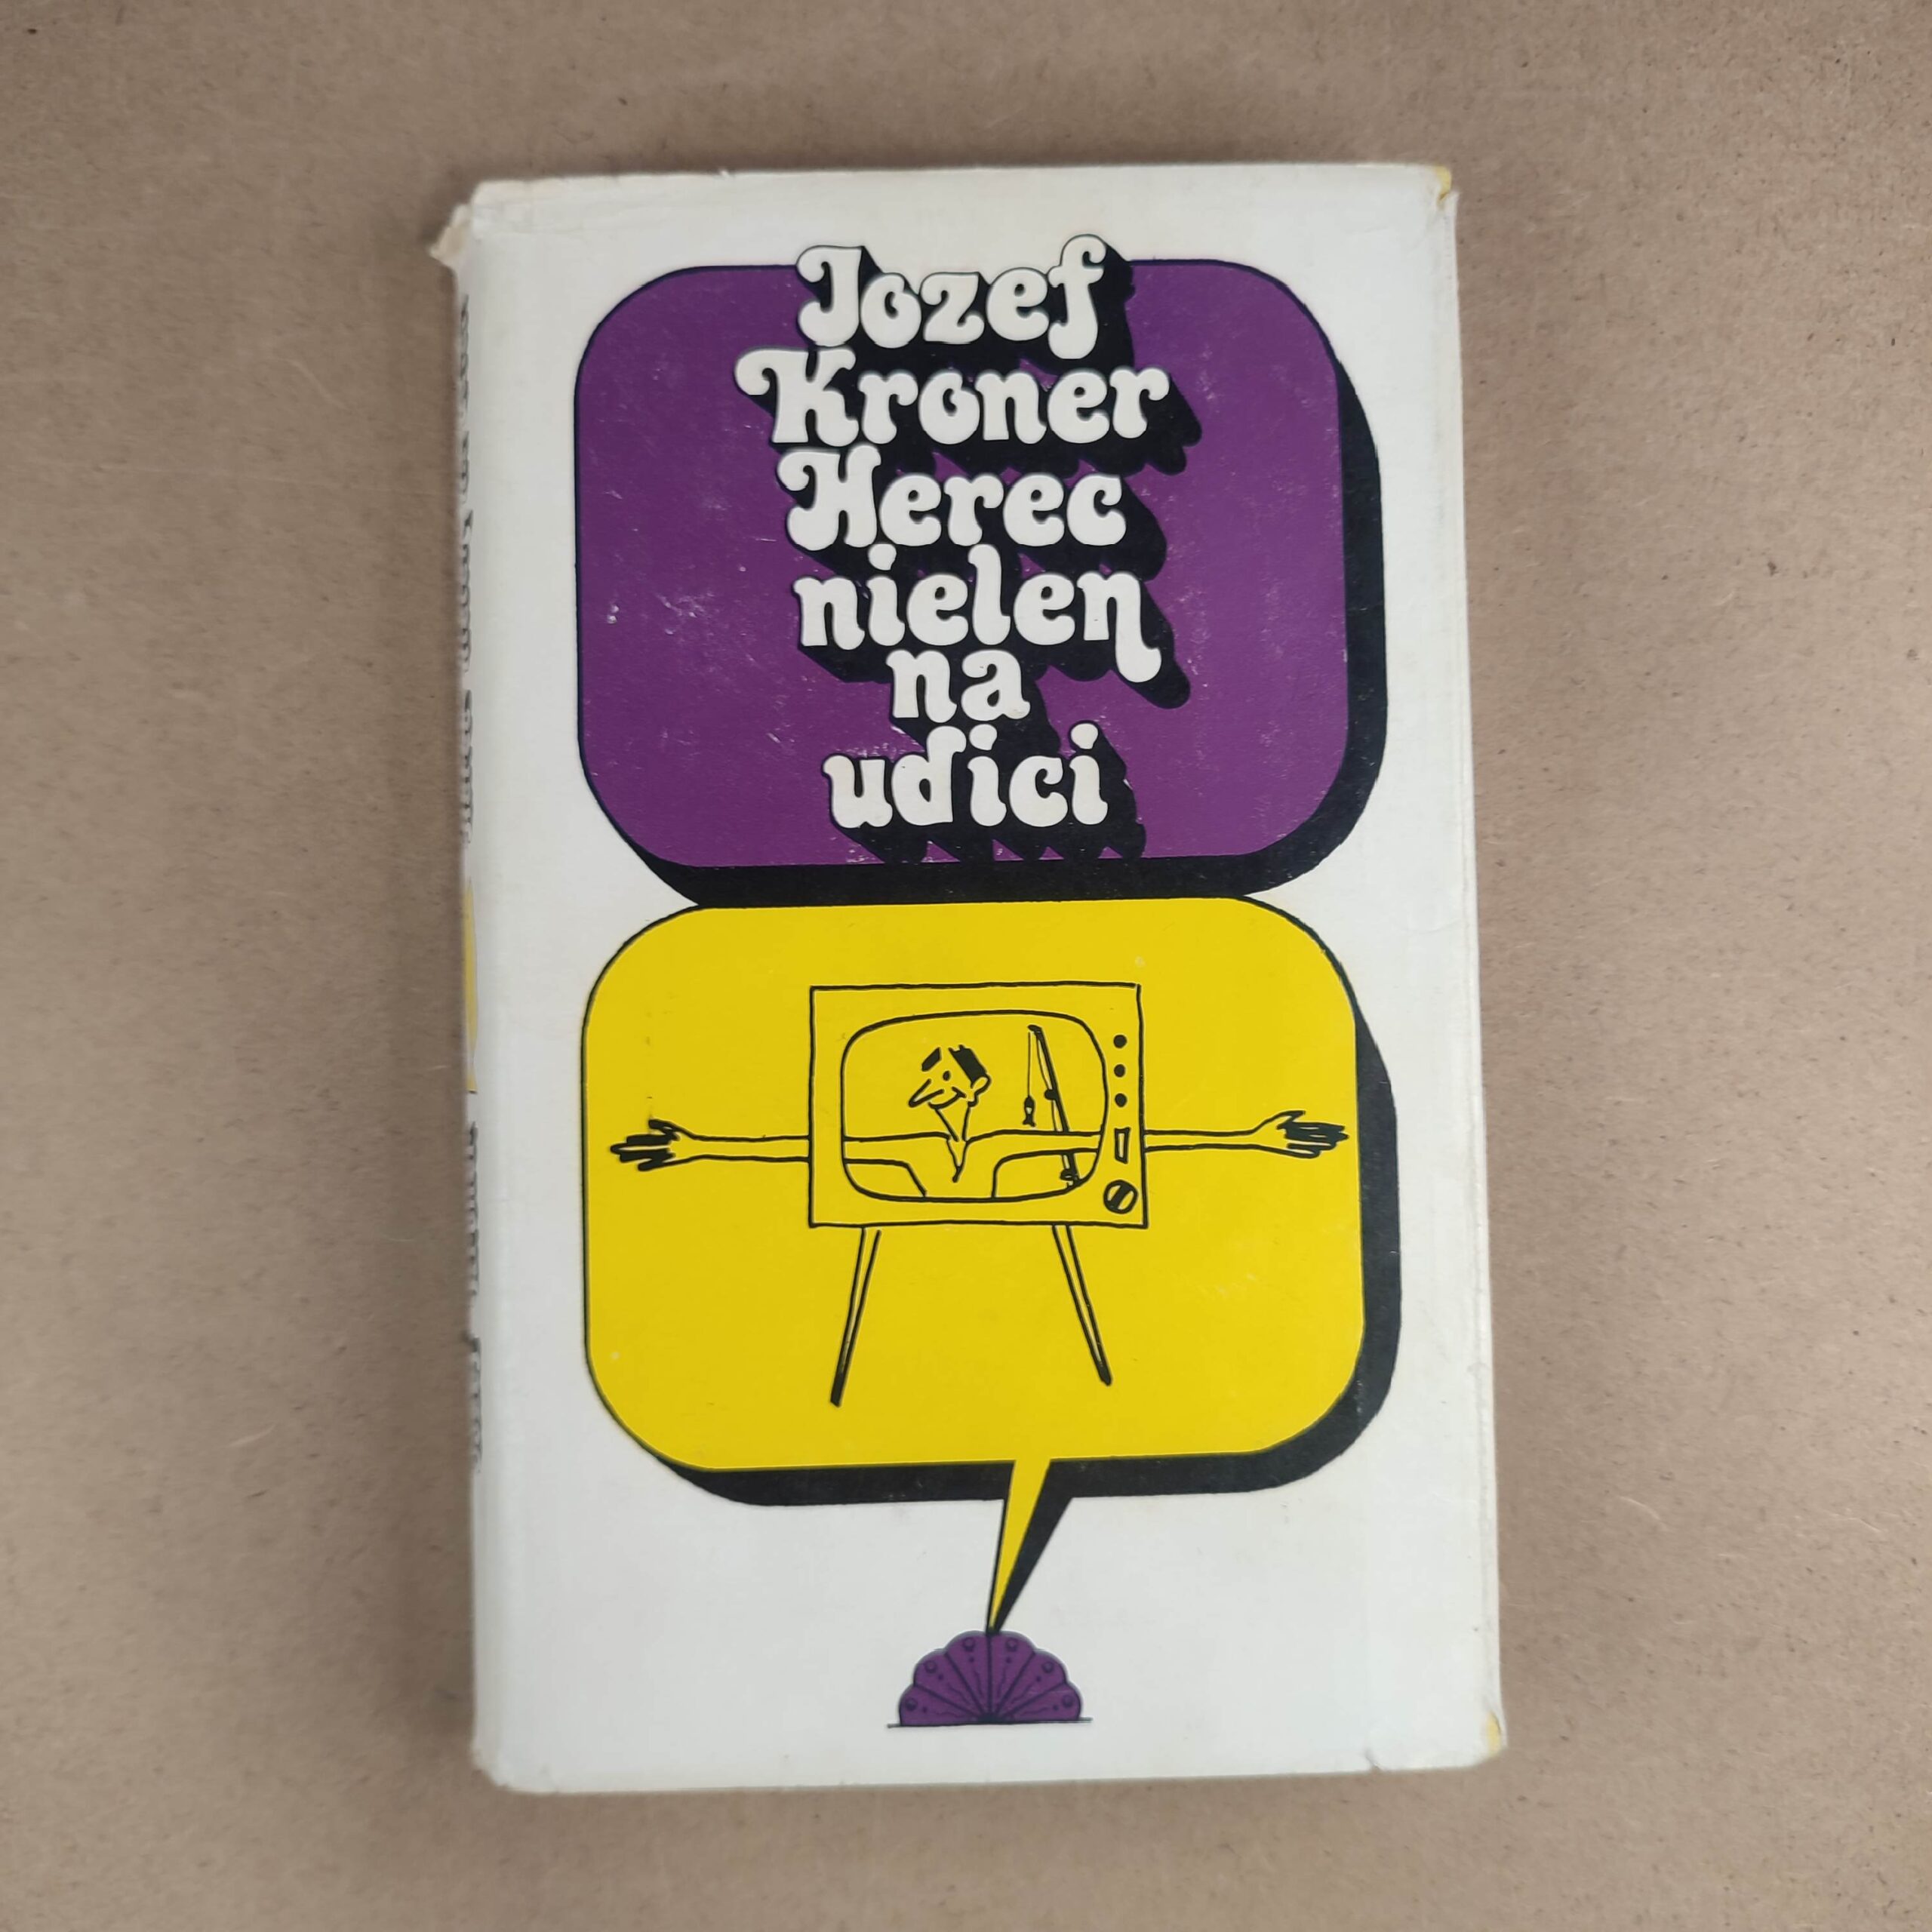 Jozef
Kroner
Herec
nielen
na
udici